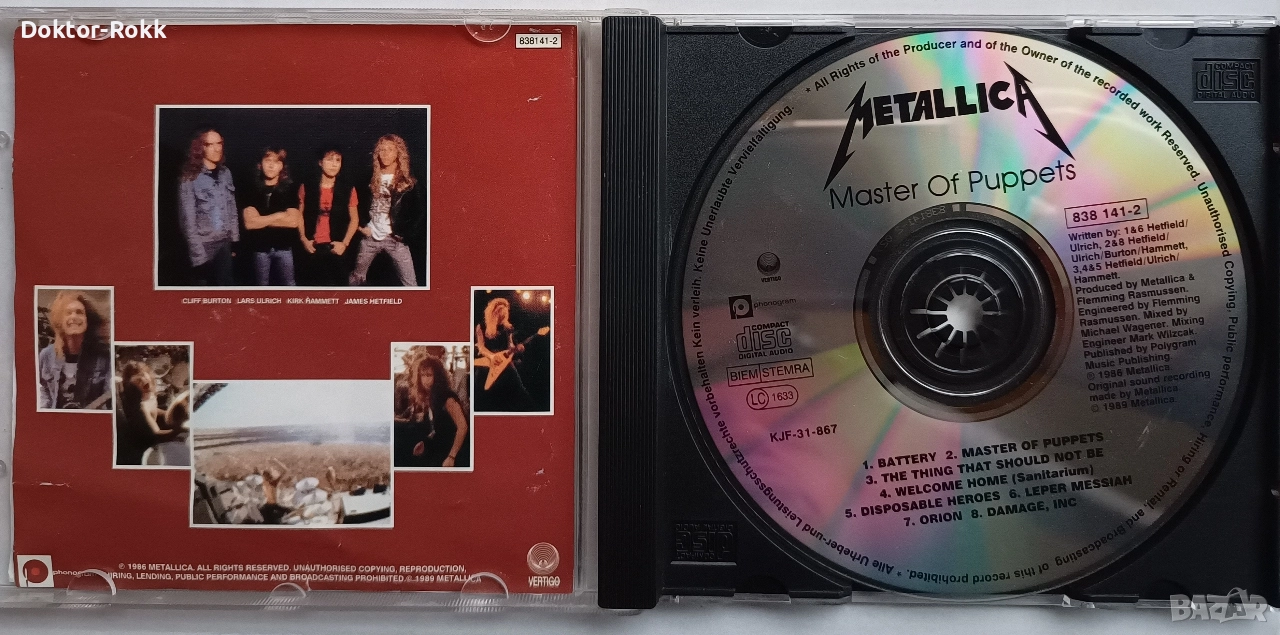 Doktor-Rokk
838141-2
CLIFF BURTON LARS ULRICH KIRK HAMMETT JAMES HETFIELD
phonogram
© 1986 METALLICA. ALL RIGHTS RESERVED. UNAUTHORISED COPYING, REPRODUCTION,
HIRING, LENDING, PUBLIC PERFORMANCE AND BROADCASTING PROHIBITED. © 1989 METALLICA
VERTIGO
COMPACT
disc
DIGITAL AUDIO
* All Rights of the Producer and of the Owner of the recorded work Reserved. Unauthorised Copying, Public performance, Hiring or Rental, and Broadcasting of this record prohibited.
* Alle Urheber-und Leistungsschutzrechte vorbehalten Kein verleih Keine Unerlaubte Vervielfältigung.
METALLICA
Master Of Puppets
838 141-2
Written by: 1&6 Hetfield/
Ulrich, 2&8 Hetfield/
Ulrich/Burton/Hammett,
3,4&5 Hetfield/Ulrich/
Hammett.
Produced by Metallica &
Flemming Rasmussen.
Engineered by Flemming
Rasmussen. Mixed by
Michael Wagener. Mixing
Engineer Mark Wilzcak.
Published by Polygram
Music Publishing.
℗ 1986 Metallica.
Original sound recording
made by Metallica
© 1989 Metallica
VERTIGO
phonogram
COMPACT
disc
DIGITAL AUDIO
BIEM STEMRA
LC 1633
KJF-31-867
1. BATTERY 2. MASTER OF PUPPETS
3. THE THING THAT SHOULD NOT BE
4. WELCOME HOME (Sanitarium)
5. DISPOSABLE HEROES 6. LEPER MESSIAH
7. ORION 8. DAMAGE, INC
COMPACT
disc
DIGITAL AUDIO
BAZAR